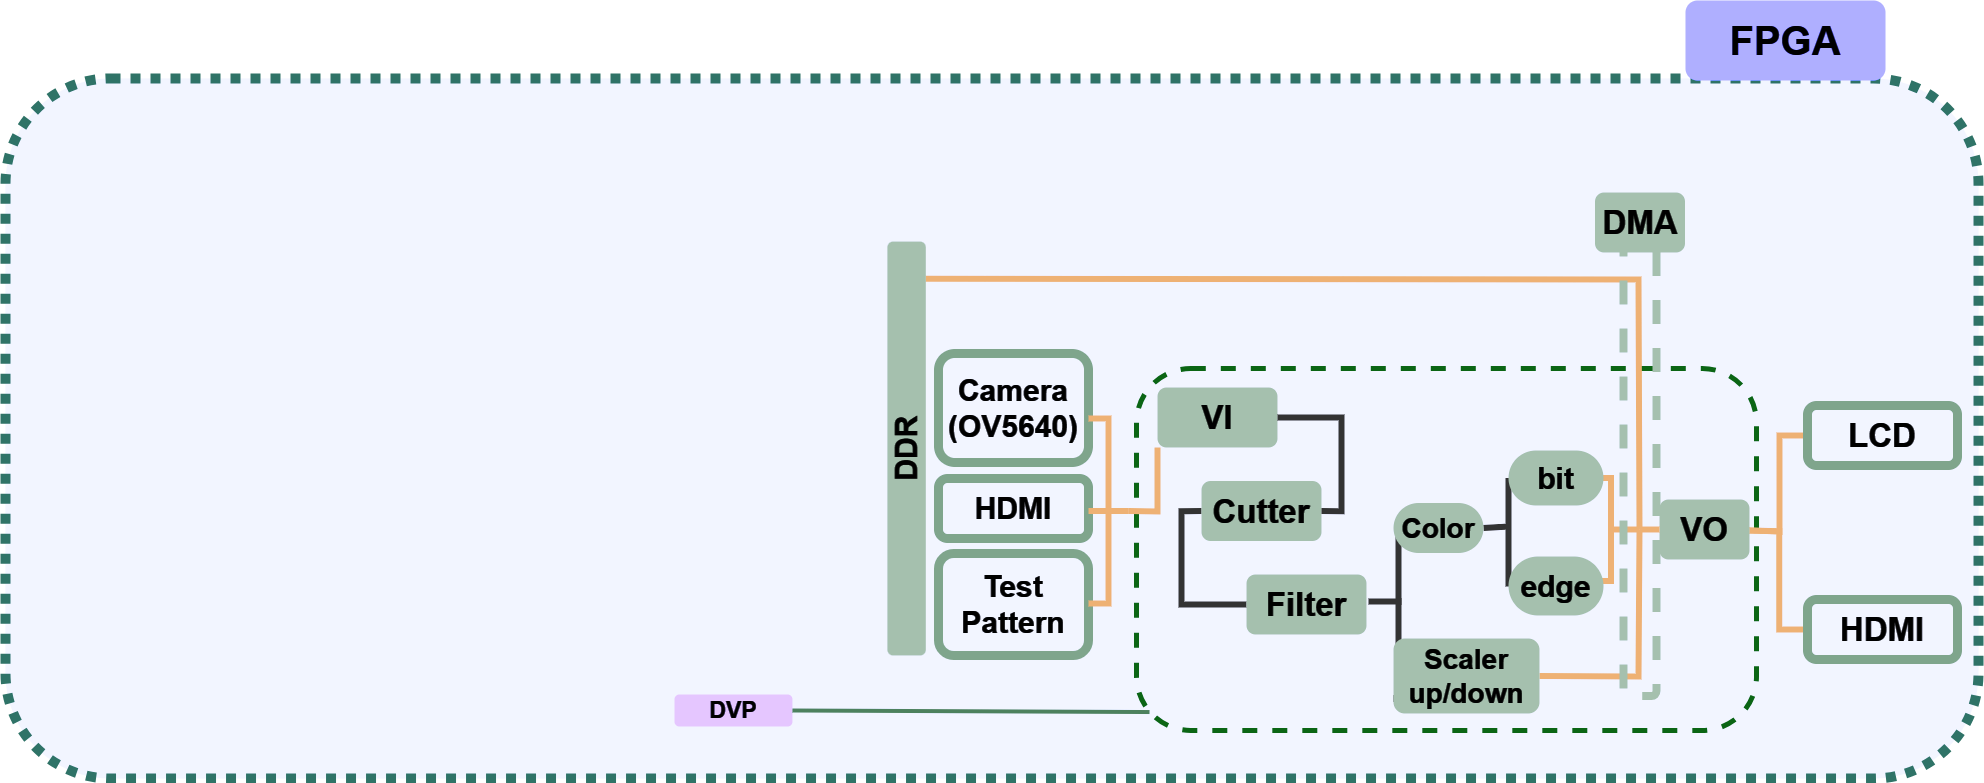 FPGA
DMA
DDR
Camera
(OV5640)
HDMI
Test
Pattern
VI
Cutter
Filter
Color
bit
edge
Scaler
up/down
VO
LCD
HDMI
DVP